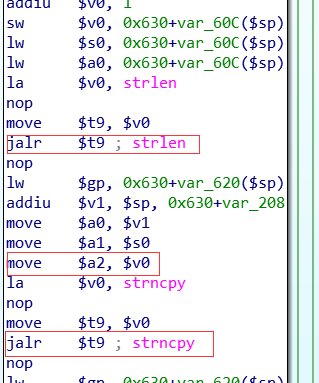 addiu $v0, 1
sw $v0, 0x630+var_60C($sp)
lw $s0, 0x630+var_60C($sp)
lw $a0, 0x630+var_60C($sp)
la $v0, strlen
nop
move $t9, $v0
jalr $t9 ; strlen
nop
lw $gp, 0x630+var_620($sp)
addiu $v1, $sp, 0x630+var_208
move $a0, $v1
move $a1, $s0
move $a2, $v0
la $v0, strncpy
nop
move $t9, $v0
jalr $t9 ; strncpy
nop
lw $gp, 0x630+var_620($sp)